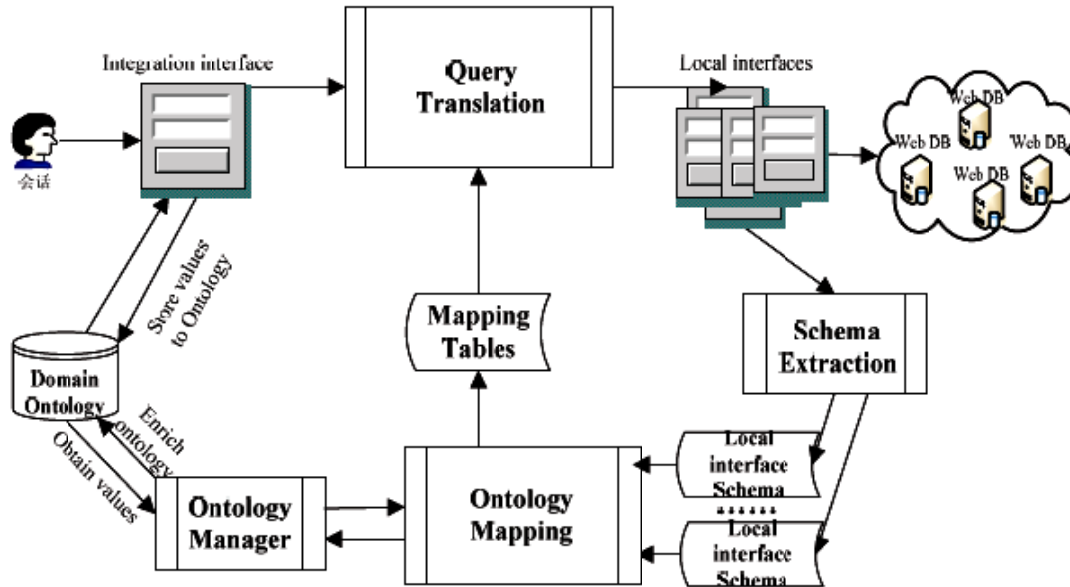 Integration interface
Query
Translation
Local interfaces
Web DB
Web DB
Web DB
Web DB
会话
Store values
to Ontology
Mapping
Tables
Schema
Extraction
Domain
Ontology
Enrich
ontology
Obtain values
Local
interface
Schema
Ontology
Manager
Ontology
Mapping
Local
interface
Schema